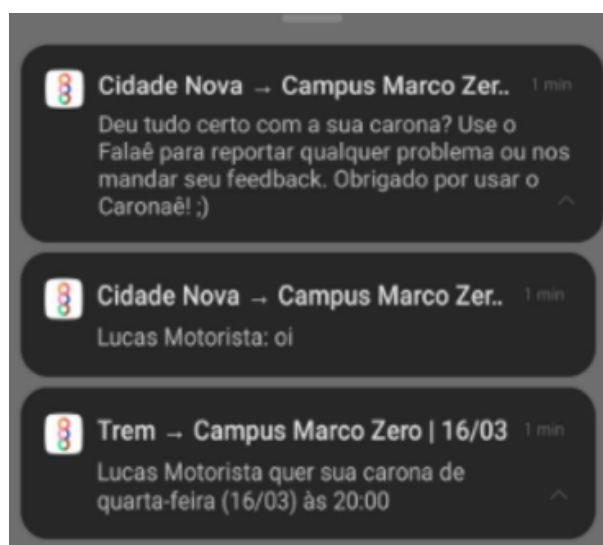 Cidade Nova → Campus Marco Zer.. 1 min
Deu tudo certo com a sua carona? Use o
Falaê para reportar qualquer problema ou nos
mandar seu feedback. Obrigado por usar o
Caronaê! ;)
Cidade Nova → Campus Marco Zer.. 1 min
Lucas Motorista: oi
Trem → Campus Marco Zero | 16/03 1 min
Lucas Motorista quer sua carona de
quarta-feira (16/03) às 20:00